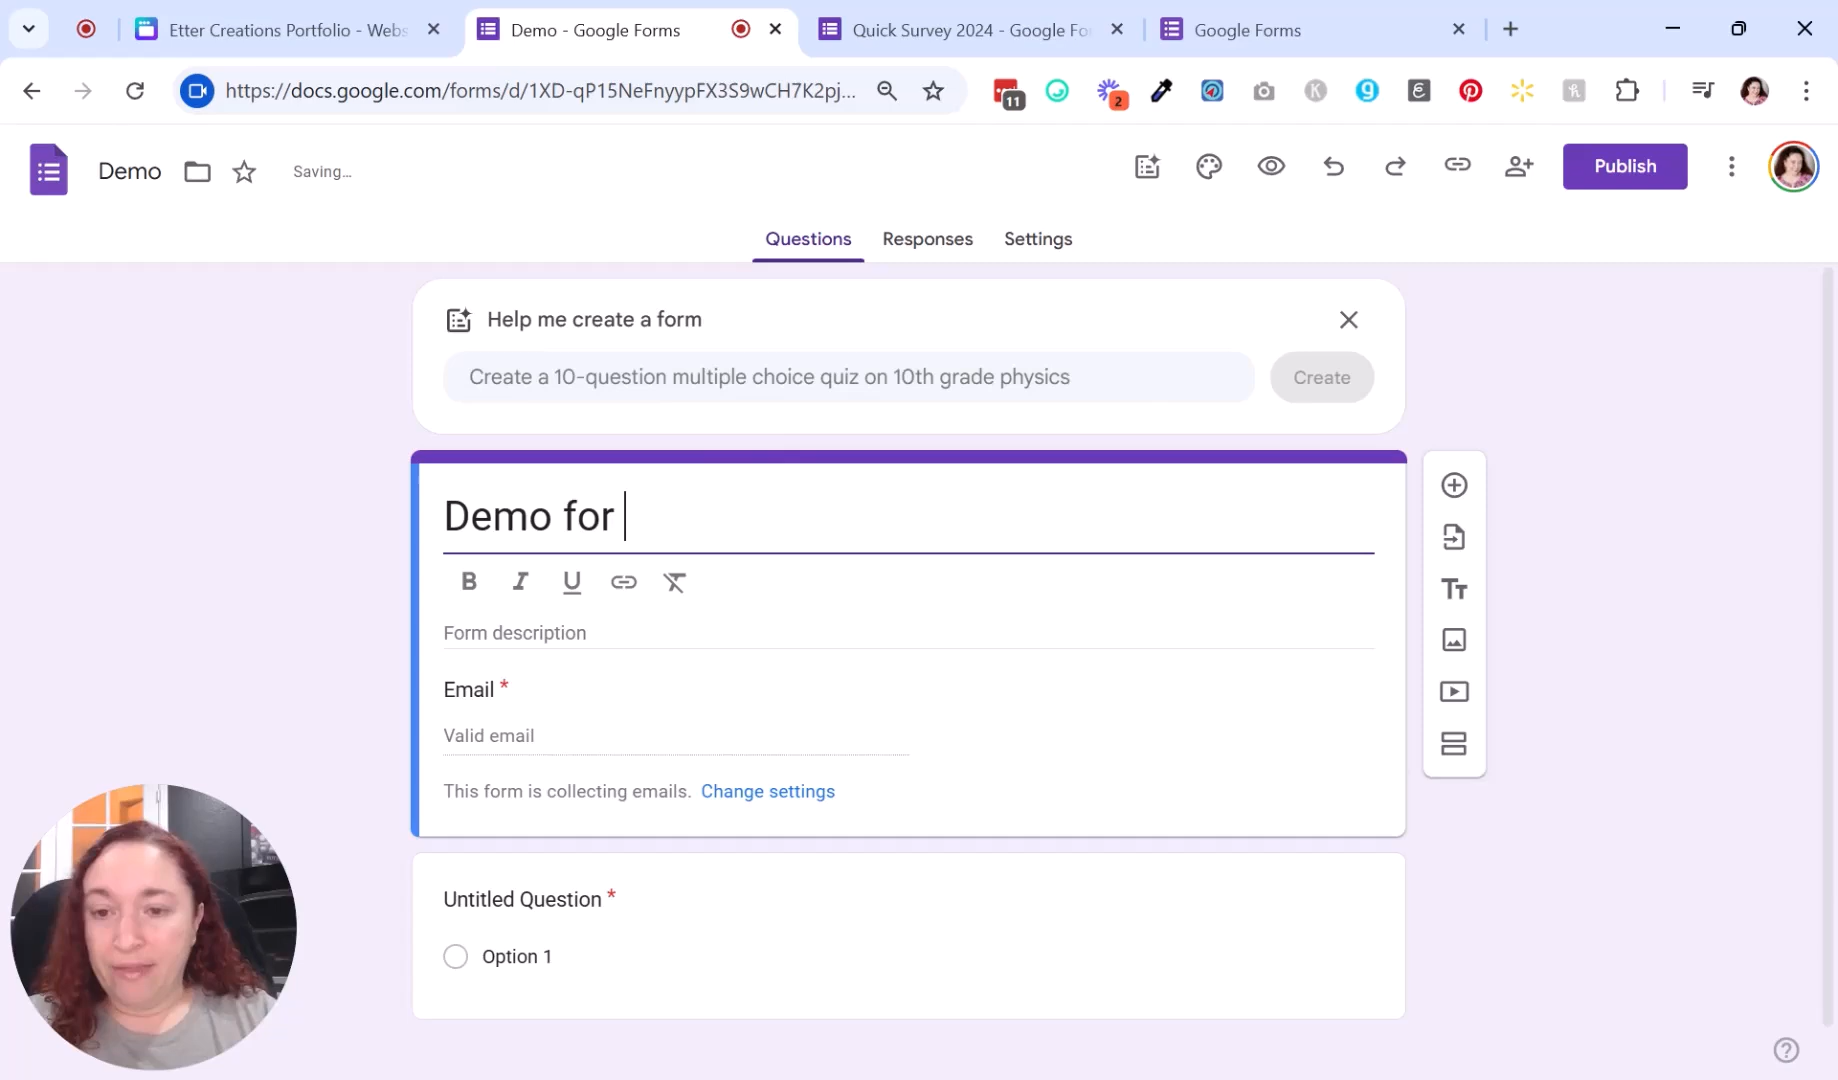 Etter Creations Portfolio - Webs
Demo - Google Forms
Quick Survey 2024 - Google Fo
Google Forms
https://docs.google.com/forms/d/1XD-qP15NeFnyypFX3S9wCH7K2pj...
11
2
Demo
Saving...
Publish
Questions
Responses
Settings
Help me create a form
Create a 10-question multiple choice quiz on 10th grade physics
Create
Demo for
B I U
Form description
Email *
Valid email
This form is collecting emails. Change settings
Untitled Question *
Option 1